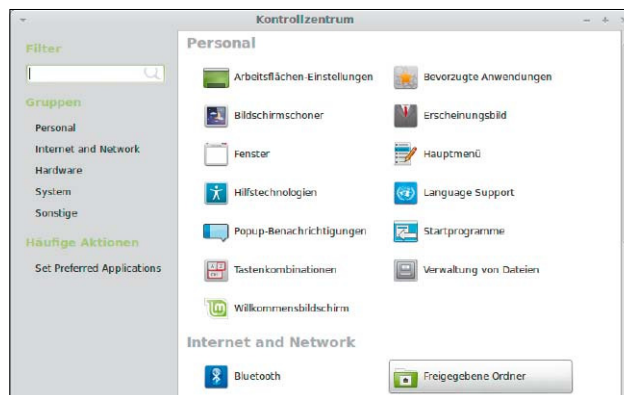 Kontrollzentrum
Filter
Gruppen
Personal
Internet and Network
Hardware
System
Sonstige
Häufige Aktionen
Set Preferred Applications
Personal
Arbeitsflächen-Einstellungen
Bevorzugte Anwendungen
Bildschirmschoner
Erscheinungsbild
Fenster
Hauptmenü
Hilfstechnologien
Language Support
Popup-Benachrichtigungen
Startprogramme
Tastenkombinationen
Verwaltung von Dateien
Willkommensbildschirm
Internet and Network
Bluetooth
Freigegebene Ordner